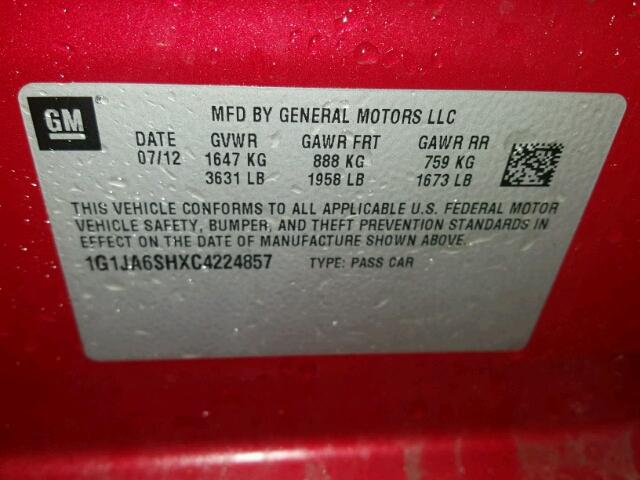 GM
MFD BY GENERAL MOTORS LLC
DATE GVWR GAWR FRT GAWR RR
07/12 1647 KG 888 KG 759 KG
3631 LB 1958 LB 1673 LB
THIS VEHICLE CONFORMS TO ALL APPLICABLE U.S. FEDERAL MOTOR
VEHICLE SAFETY, BUMPER, AND THEFT PREVENTION STANDARDS IN
EFFECT ON THE DATE OF MANUFACTURE SHOWN ABOVE.
1G1JA6SHXC4224857 TYPE: PASS CAR